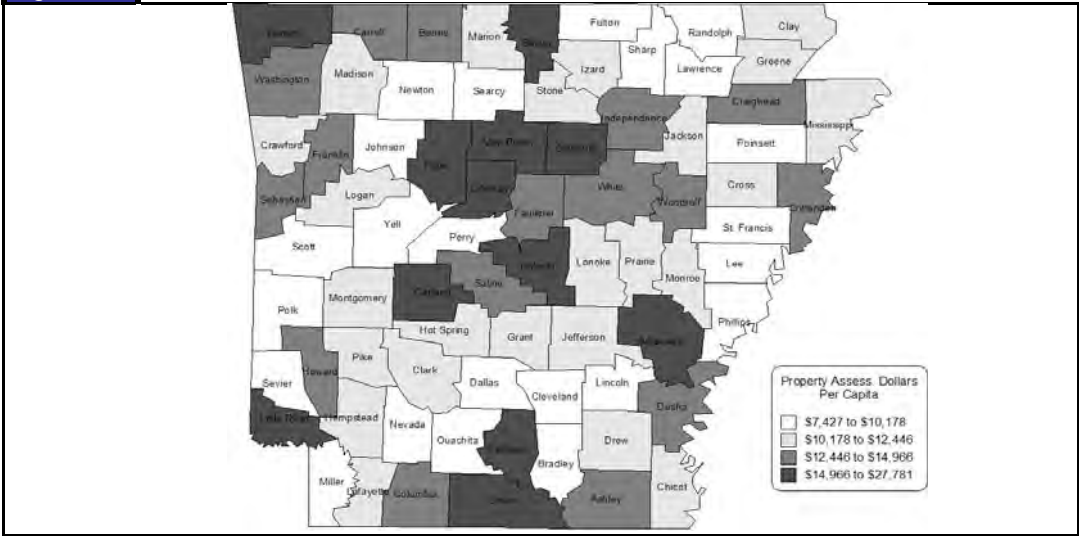 Benton
Carroll
Boone
Marion
Baxter
Fulton
Randolph
Clay
Sharp
Izard
Lawrence
Greene
Washington
Madison
Newton
Searcy
Stone
Independence
Craighead
Mississippi
Jackson
Poinsett
Crawford
Franklin
Johnson
Pope
Van Buren
Cleburne
Conway
Logan
Sebastian
White
Woodruff
Cross
Crittenden
Faulkner
Yell
St. Francis
Scott
Perry
Pulaski
Lonoke
Prairie
Monroe
Lee
Saline
Garland
Montgomery
Polk
Hot Spring
Grant
Jefferson
Arkansas
Phillips
Howard
Pike
Clark
Sevier
Dallas
Cleveland
Lincoln
Desha
Little River
Hempstead
Nevada
Ouachita
Calhoun
Bradley
Drew
Miller
Lafayette
Columbia
Union
Ashley
Chicot
Property Assess. Dollars
Per Capita
$7,427 to $10,178
$10,178 to $12,446
$12,446 to $14,966
$14,966 to $27,781